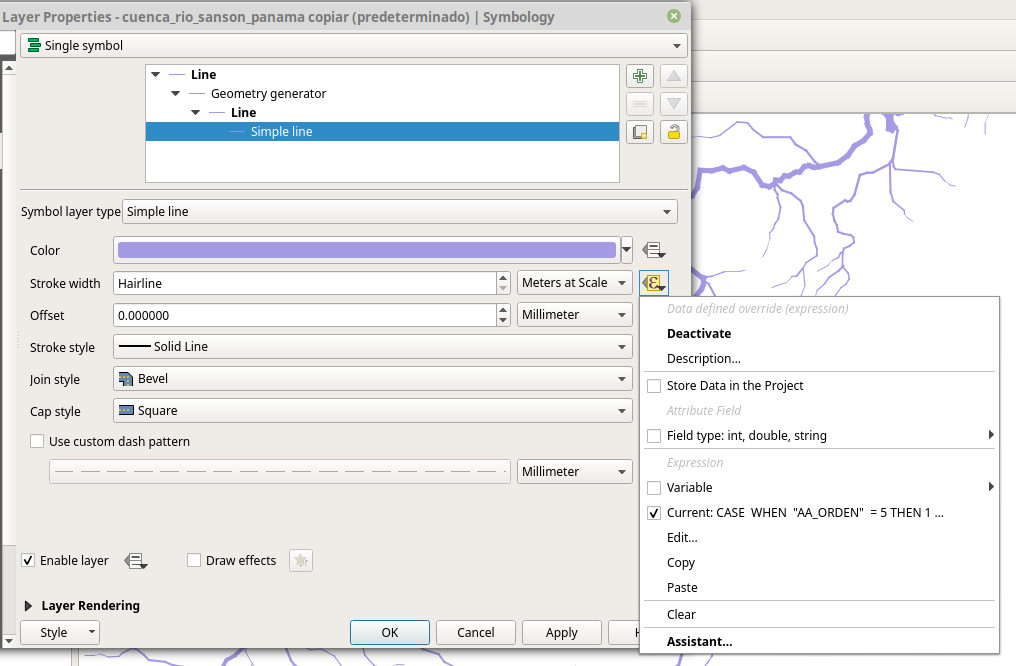 Layer Properties - cuenca_rio_sanson_panama copiar (predeterminado) | Symbology
Single symbol
Line
Geometry generator
Line
Simple line
Symbol layer type Simple line
Color
Stroke width Hairline Meters at Scale
Offset 0.000000 Millimeter
Stroke style Solid Line
Join style Bevel
Cap style Square
Use custom dash pattern
Millimeter
Enable layer Draw effects
Layer Rendering
Style OK Cancel Apply H
Data defined override (expression)
Deactivate
Description...
Store Data in the Project
Attribute Field
Field type: int, double, string
Expression
Variable
Current: CASE WHEN "AA_ORDEN" = 5 THEN 1 ...
Edit...
Copy
Paste
Clear
Assistant...